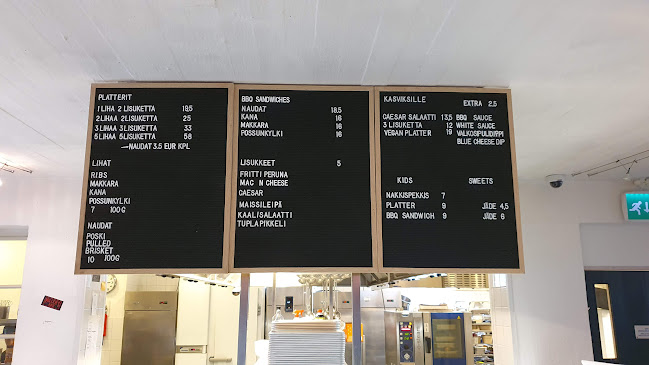 PLATTERIT
1 LIHA 2 LISUKETTA 19,5
2 LIHAA 2 LISUKETTA 25
3 LIHAA 3 LISUKETTA 33
5 LIHAA 5 LISUKETTA 58
→NAUDAT 3.5 EUR KPL
LIHAT
RIBS
MAKKARA
KANA
POSSUNKYLKI
7 100G
NAUDAT
POSKI
PULLED
BRISKET
10 100G
BBQ SANDWICHES
NAUDAT 18,5
KANA 16
MAKKARA 16
POSSUNKYLKI 16
LISUKKEET 5
FRITTI PERUNA
MAC N CHEESE
CAESAR
MAISSILEIPÄ
KAALISALAATTI
TUPLAPIKKELI
KASVIKSILLE
CAESAR SALAATTI 13,5
3 LISUKETTA 12
VEGAN PLATTER 19
EXTRA 2.5
BBQ SAUCE
WHITE SAUCE
VALKOSIPULIDIPPI
BLUE CHEESE DIP
KIDS
NAKKISPEKKIS 7
PLATTER 9
BBQ SANDWICH 9
SWEETS
JÄDE 4,5
JÄDE 6